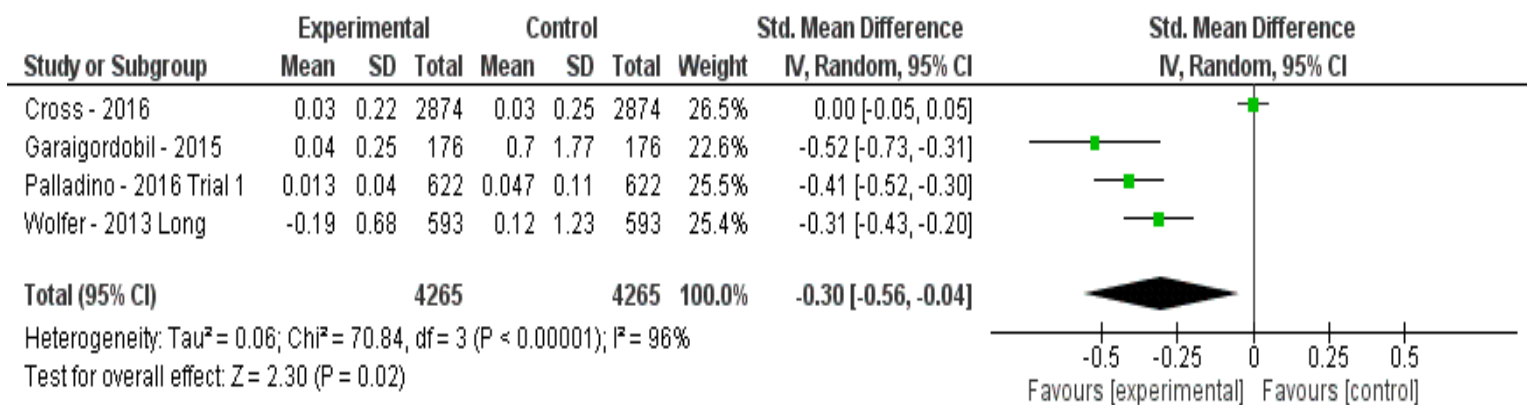 Experimental Control Std. Mean Difference Std. Mean Difference
Study or Subgroup Mean SD Total Mean SD Total Weight IV, Random, 95% CI IV, Random, 95% CI
Cross - 2016 0.03 0.22 2874 0.03 0.25 2874 26.5% 0.00 [-0.05, 0.05]
Garaigordobil - 2015 0.04 0.25 176 0.7 1.77 176 22.6% -0.52 [-0.73, -0.31]
Palladino - 2016 Trial 1 0.013 0.04 622 0.047 0.11 622 25.5% -0.41 [-0.52, -0.30]
Wolfer - 2013 Long -0.19 0.68 593 0.12 1.23 593 25.4% -0.31 [-0.43, -0.20]
Total (95% CI) 4265 4265 100.0% -0.30 [-0.56, -0.04]
Heterogeneity: Tau² = 0.06; Chi² = 70.84, df = 3 (P < 0.00001); I² = 96%
Test for overall effect: Z = 2.30 (P = 0.02)
-0.5 -0.25 0 0.25 0.5
Favours [experimental] Favours [control]